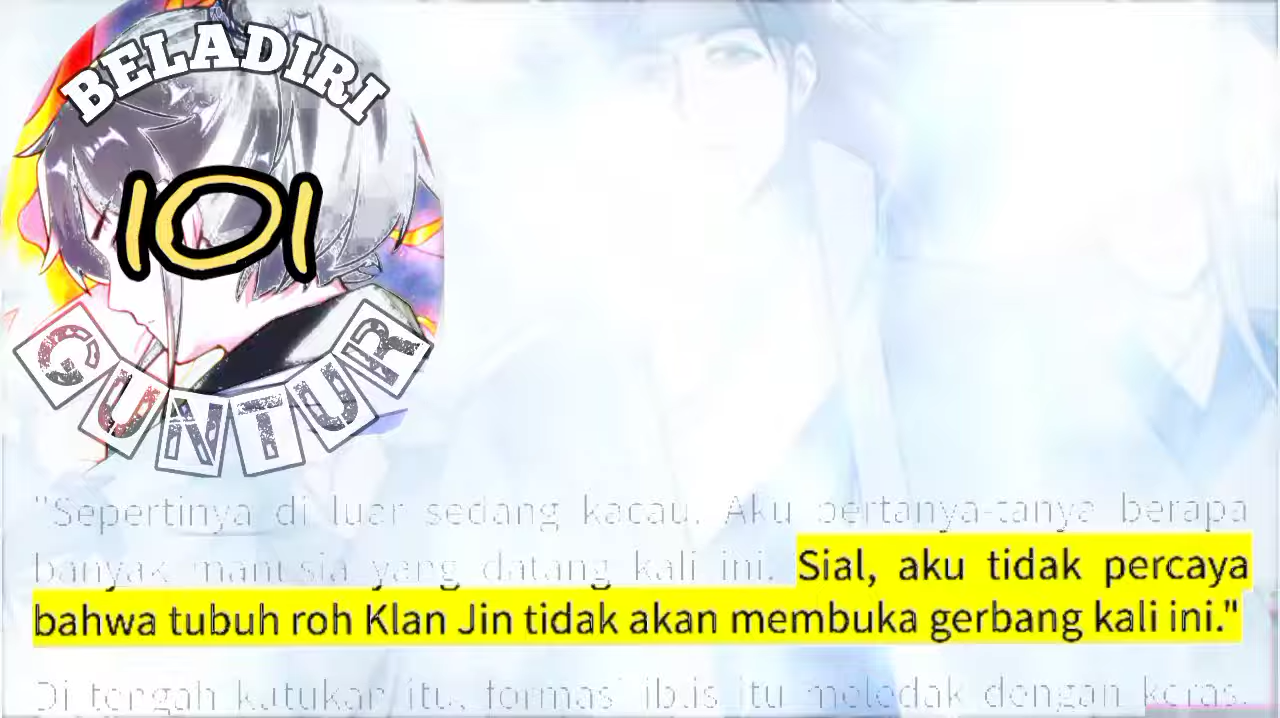 BELADIRI
101
GUNTUR
"Sepertinya di luar sedang kacau. Aku bertanya-tanya berapa
banyak manusia yang datang kali ini. Sial, aku tidak percaya
bahwa tubuh roh Klan Jin tidak akan membuka gerbang kali ini."
Di tengah kutukan itu, formasi iblis itu meledak dengan keras.